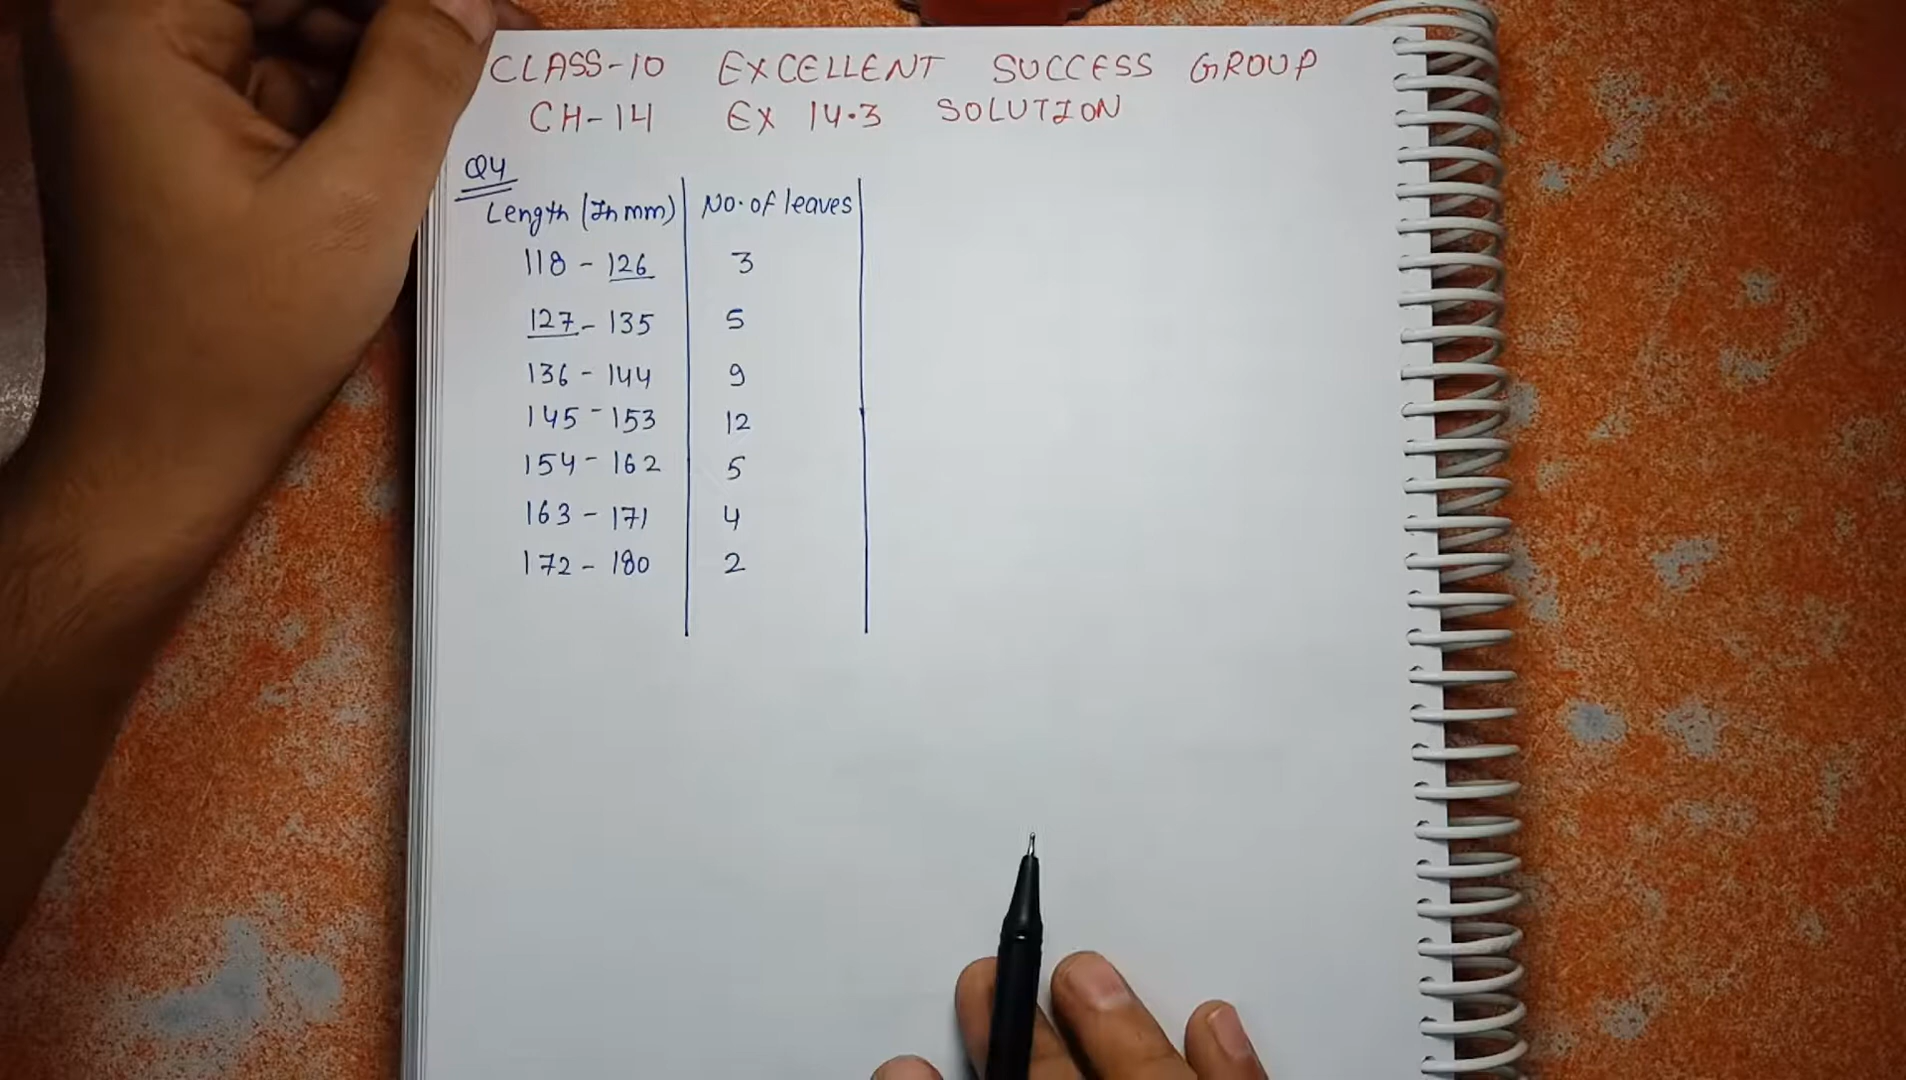 CLASS-10 EXCELLENT SUCCESS GROUP
CH-14 EX 14.3 SOLUTION
Q4
Length (In mm) No. of leaves
118 - 126 3
127 - 135 5
136 - 144 9
145 - 153 12
154 - 162 5
163 - 171 4
172 - 180 2